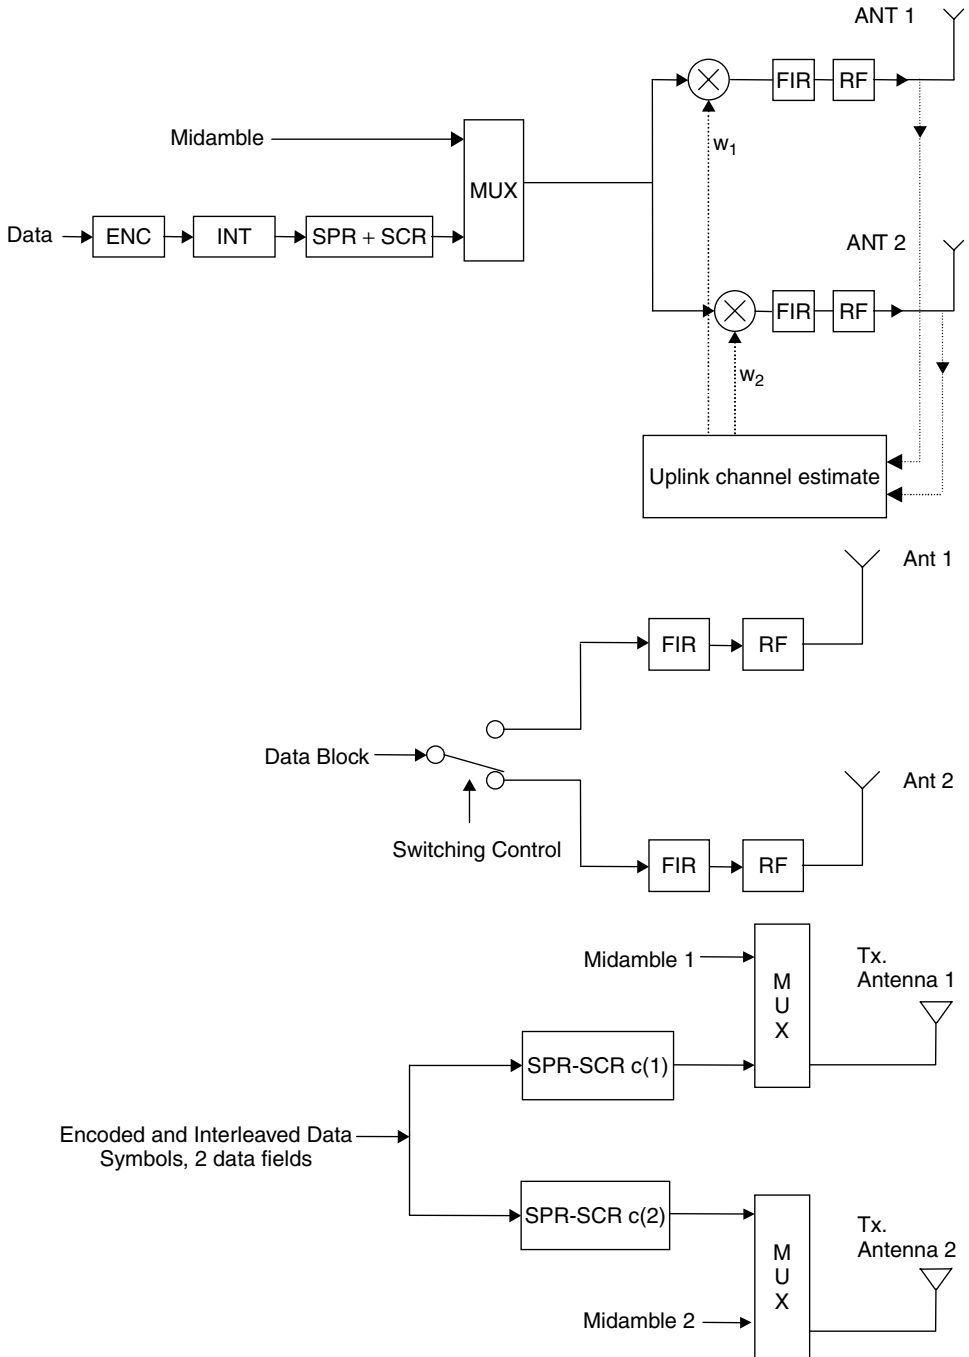 ANT 1
FIR
RF
Midamble
w1
MUX
Data
ENC
INT
SPR + SCR
ANT 2
FIR
RF
w2
Uplink channel estimate
Ant 1
FIR
RF
Data Block
Ant 2
Switching Control
FIR
RF
Midamble 1
MUX
Tx.
Antenna 1
SPR-SCR c(1)
Encoded and Interleaved Data
Symbols, 2 data fields
SPR-SCR c(2)
MUX
Tx.
Antenna 2
Midamble 2